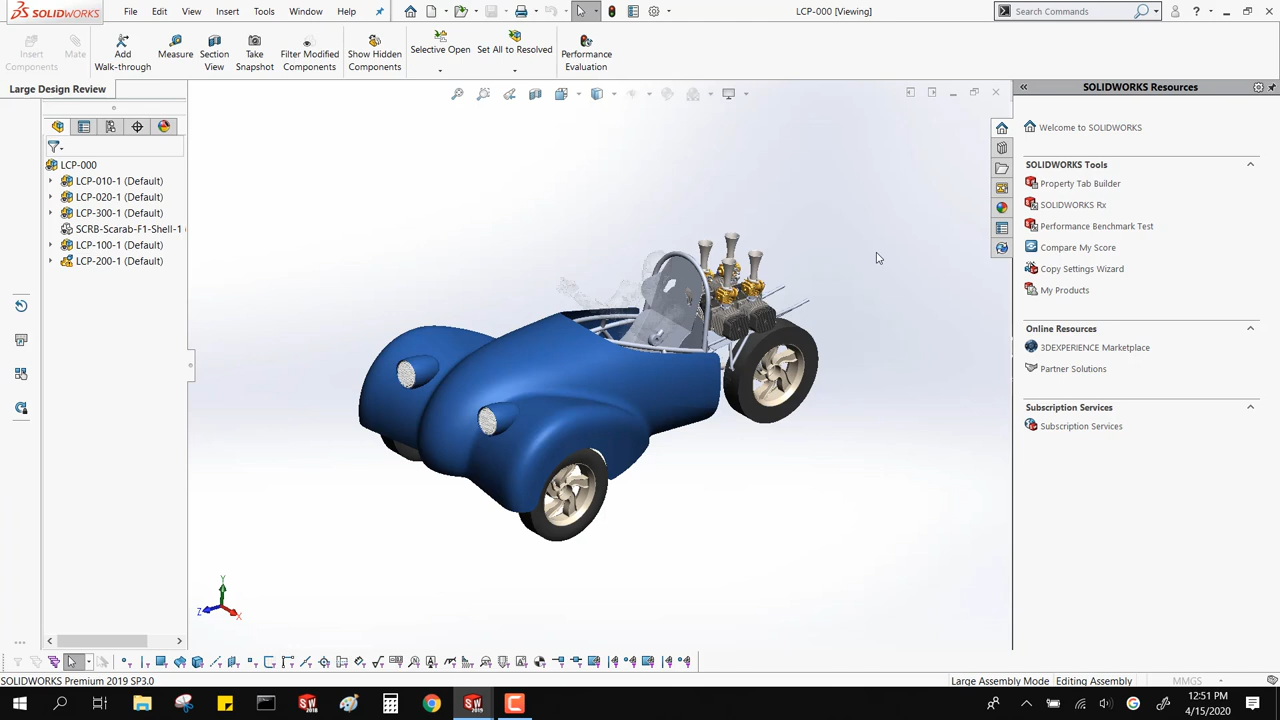 SOLIDWORKS File Edit View Insert Tools Window Help LCP-000 [Viewing] Search Commands ?
Insert Components
Mate
Add Walk-through
Measure
Section View
Take Snapshot
Filter Modified Components
Show Hidden Components
Selective Open
Set All to Resolved
Performance Evaluation
Large Design Review
LCP-000
LCP-010-1 (Default)
LCP-020-1 (Default)
LCP-300-1 (Default)
SCRB-Scarab-F1-Shell-1
LCP-100-1 (Default)
LCP-200-1 (Default)
Y
Z
X
SOLIDWORKS Resources
Welcome to SOLIDWORKS
SOLIDWORKS Tools
Property Tab Builder
SOLIDWORKS Rx
Performance Benchmark Test
Compare My Score
Copy Settings Wizard
My Products
Online Resources
3DEXPERIENCE Marketplace
Partner Solutions
Subscription Services
Subscription Services
SOLIDWORKS Premium 2019 SP3.0 Large Assembly Mode Editing Assembly MMGS
12:51 PM
4/15/2020